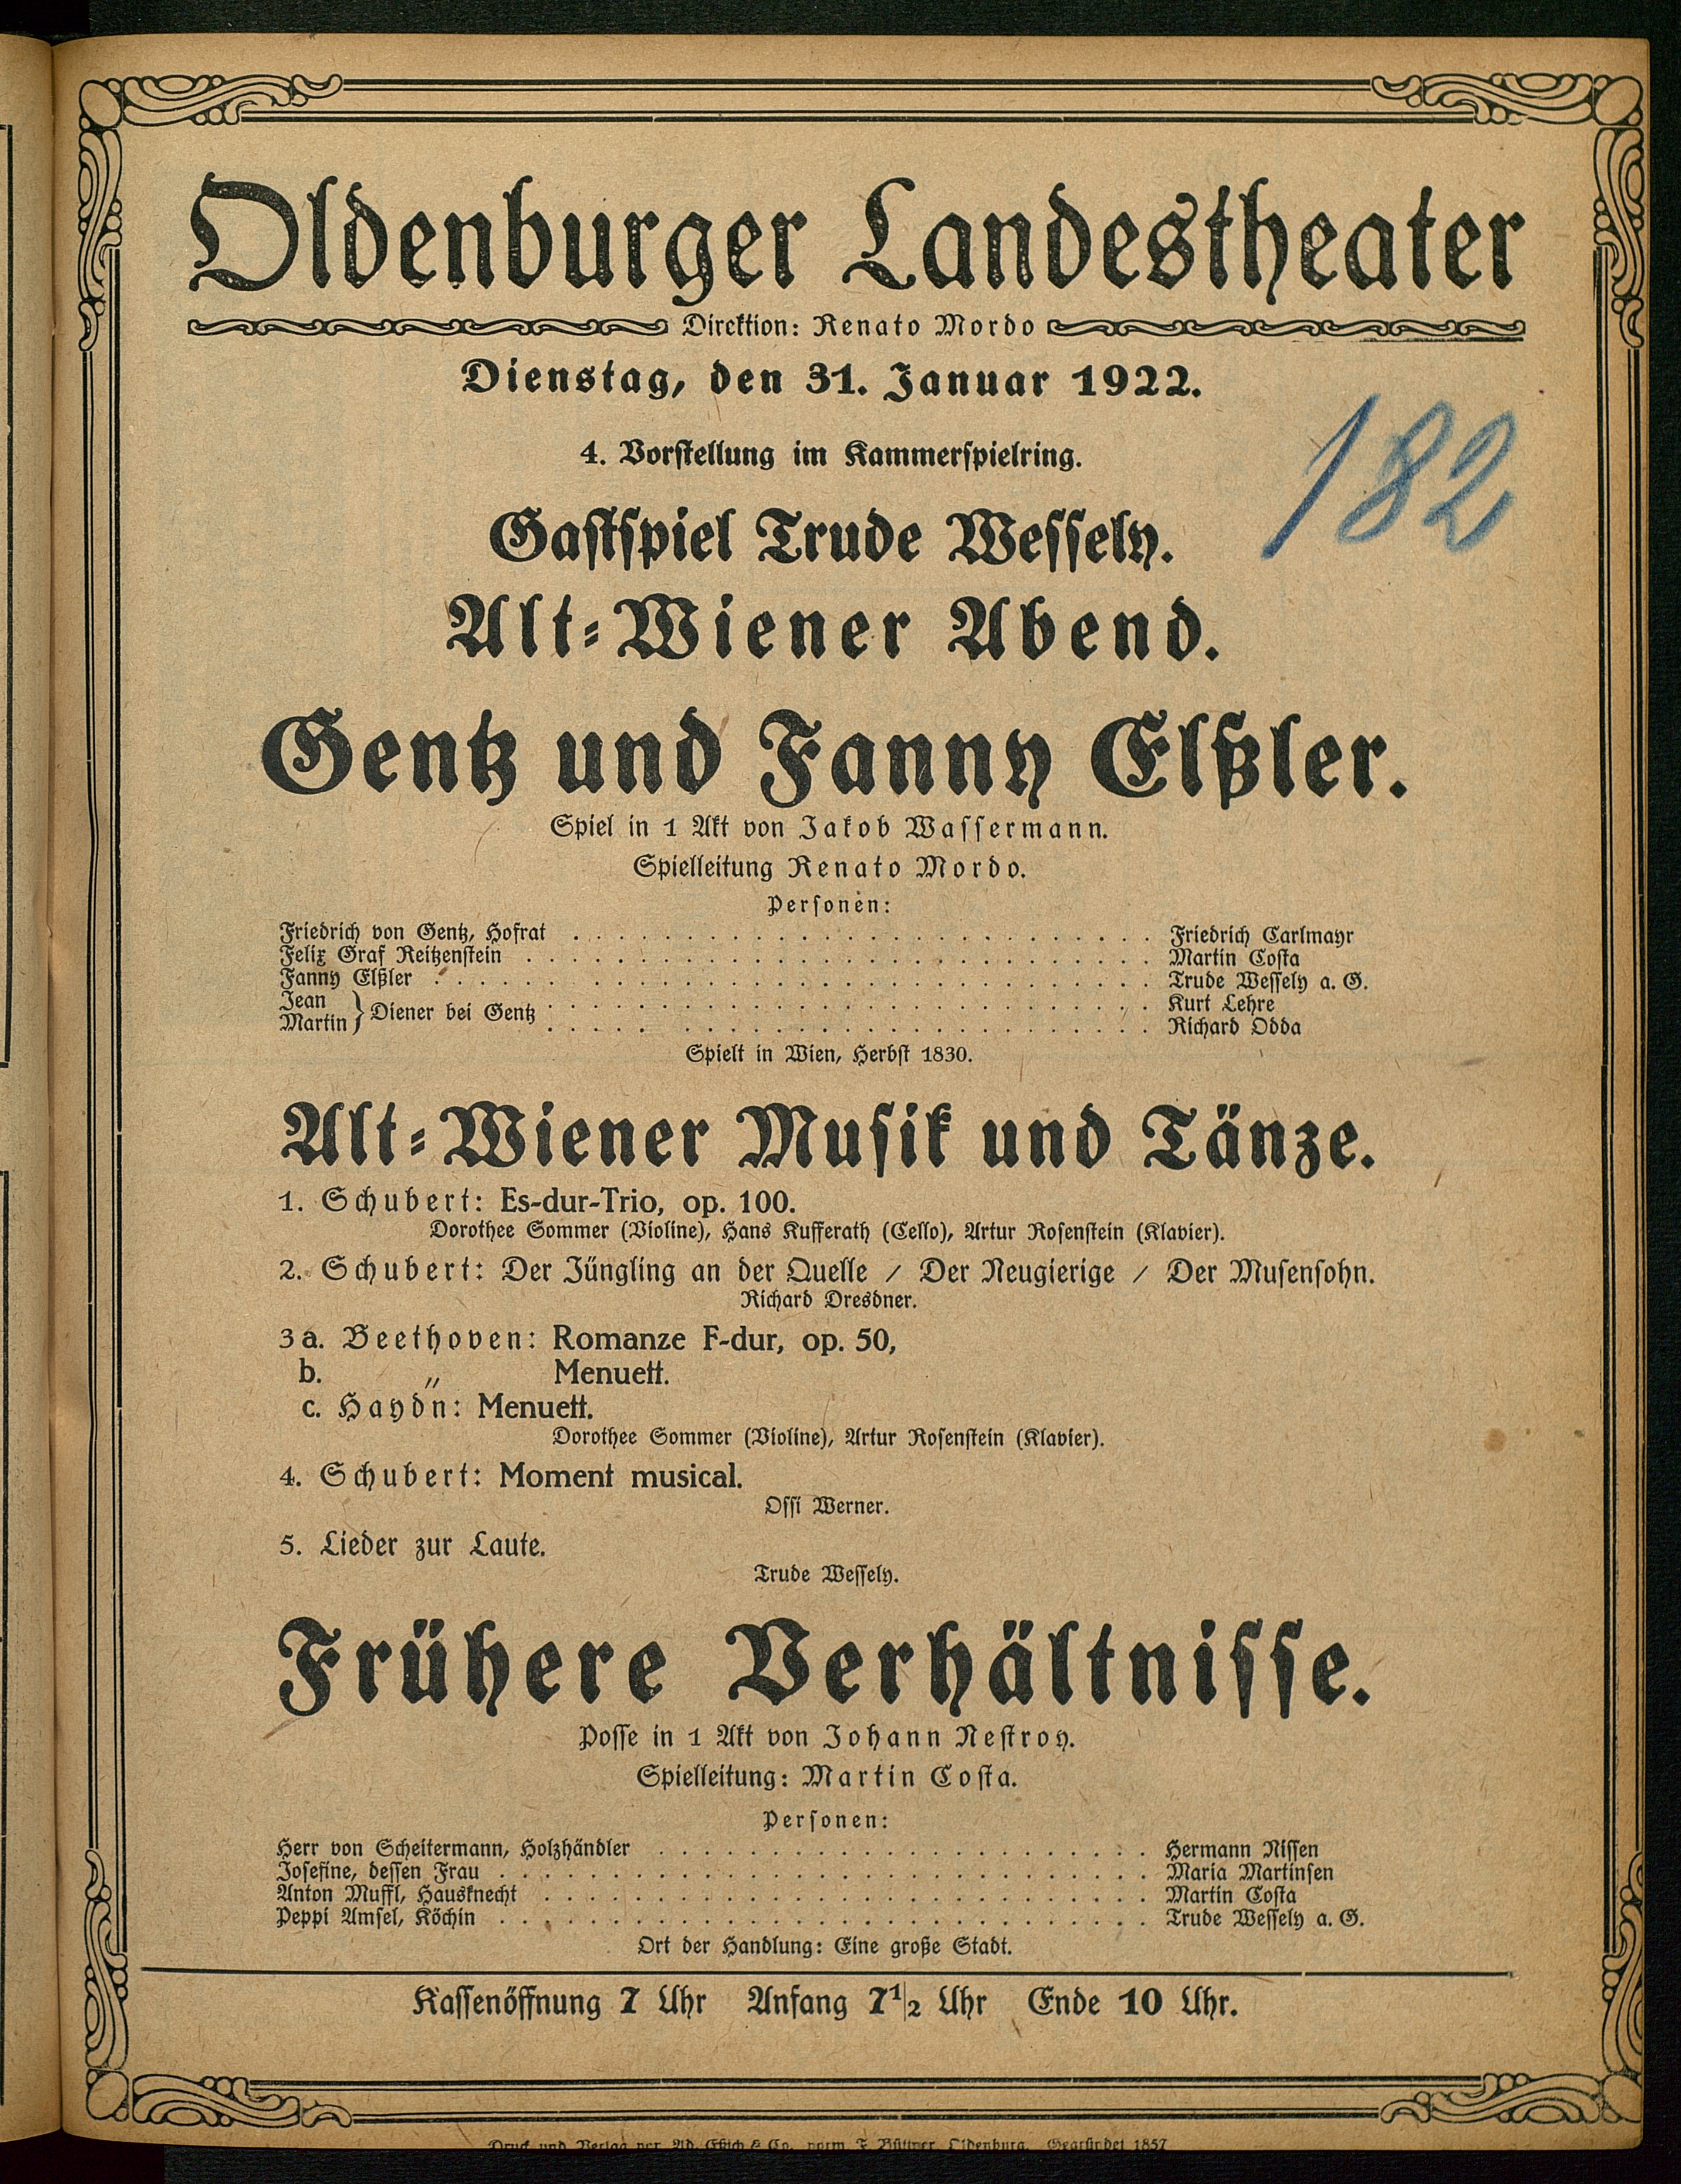 Oldenburger Landestheater
Direktion: Renato Mordo
Dienstag, den 31. Januar 1922.
182
4. Vorstellung im Kammerspielring.
Gastspiel Trude Wessely.
Alt-Wiener Abend.
Gentz und Fanny Elßler.
Spiel in 1 Akt von Jakob Wassermann.
Spielleitung Renato Mordo.
Personen:
Friedrich von Gentz, Hofrat . . . . . . . . . . Friedrich Carlmayr
Felix Graf Reitzenstein . . . . . . . . . . Martin Costa
Fanny Elßler . . . . . . . . . . Trude Wessely a. G.
Jean } Diener bei Gentz . . . . . . . . . . Kurt Lehre
Martin } . . . . . . . . . . Richard Odda
Spielt in Wien, Herbst 1830.
Alt-Wiener Musik und Tänze.
1. Schubert: Es-dur-Trio, op. 100.
Dorothee Sommer (Violine), Hans Kufferath (Cello), Artur Rosenstein (Klavier).
2. Schubert: Der Jüngling an der Quelle / Der Neugierige / Der Musensohn.
Richard Dresdner.
3a. Beethoven: Romanze F-dur, op. 50,
b. „ Menuett.
c. Haydn: Menuett.
Dorothee Sommer (Violine), Artur Rosenstein (Klavier).
4. Schubert: Moment musical.
Ossi Werner.
5. Lieder zur Laute.
Trude Wessely.
Frühere Verhältnisse.
Posse in 1 Akt von Johann Nestroy.
Spielleitung: Martin Costa.
Personen:
Herr von Scheitermann, Holzhändler . . . . . . . . . . Hermann Nissen
Josefine, dessen Frau . . . . . . . . . . Maria Martinsen
Anton Muffl, Hausknecht . . . . . . . . . . Martin Costa
Peppi Amsel, Köchin . . . . . . . . . . Trude Wessely a. G.
Ort der Handlung: Eine große Stadt.
Kassenöffnung 7 Uhr Anfang 7 1/2 Uhr Ende 10 Uhr.
Druck und Verlag von Ad. Littmann, Oldenburg. Gegründet 1857